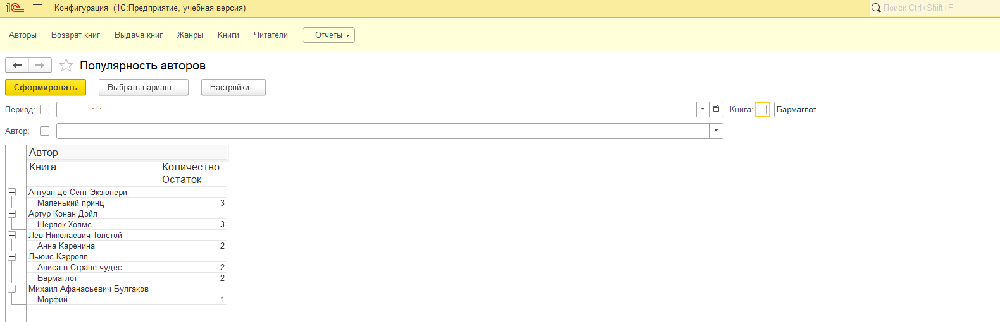 1С Конфигурация (1С:Предприятие, учебная версия) Поиск Ctrl+Shift+F
Авторы Возврат книг Выдача книг Жанры Книги Читатели Отчеты
Популярность авторов
Сформировать Выбрать вариант... Настройки...
Период: . . : : Книга: Бармаглот
Автор:
Автор
Книга Количество
Остаток
Антуан де Сент-Экзюпери
Маленький принц 3
Артур Конан Дойл
Шерлок Холмс 3
Лев Николаевич Толстой
Анна Каренина 2
Льюис Кэрролл
Алиса в Стране чудес 2
Бармаглот 2
Михаил Афанасьевич Булгаков
Морфий 1